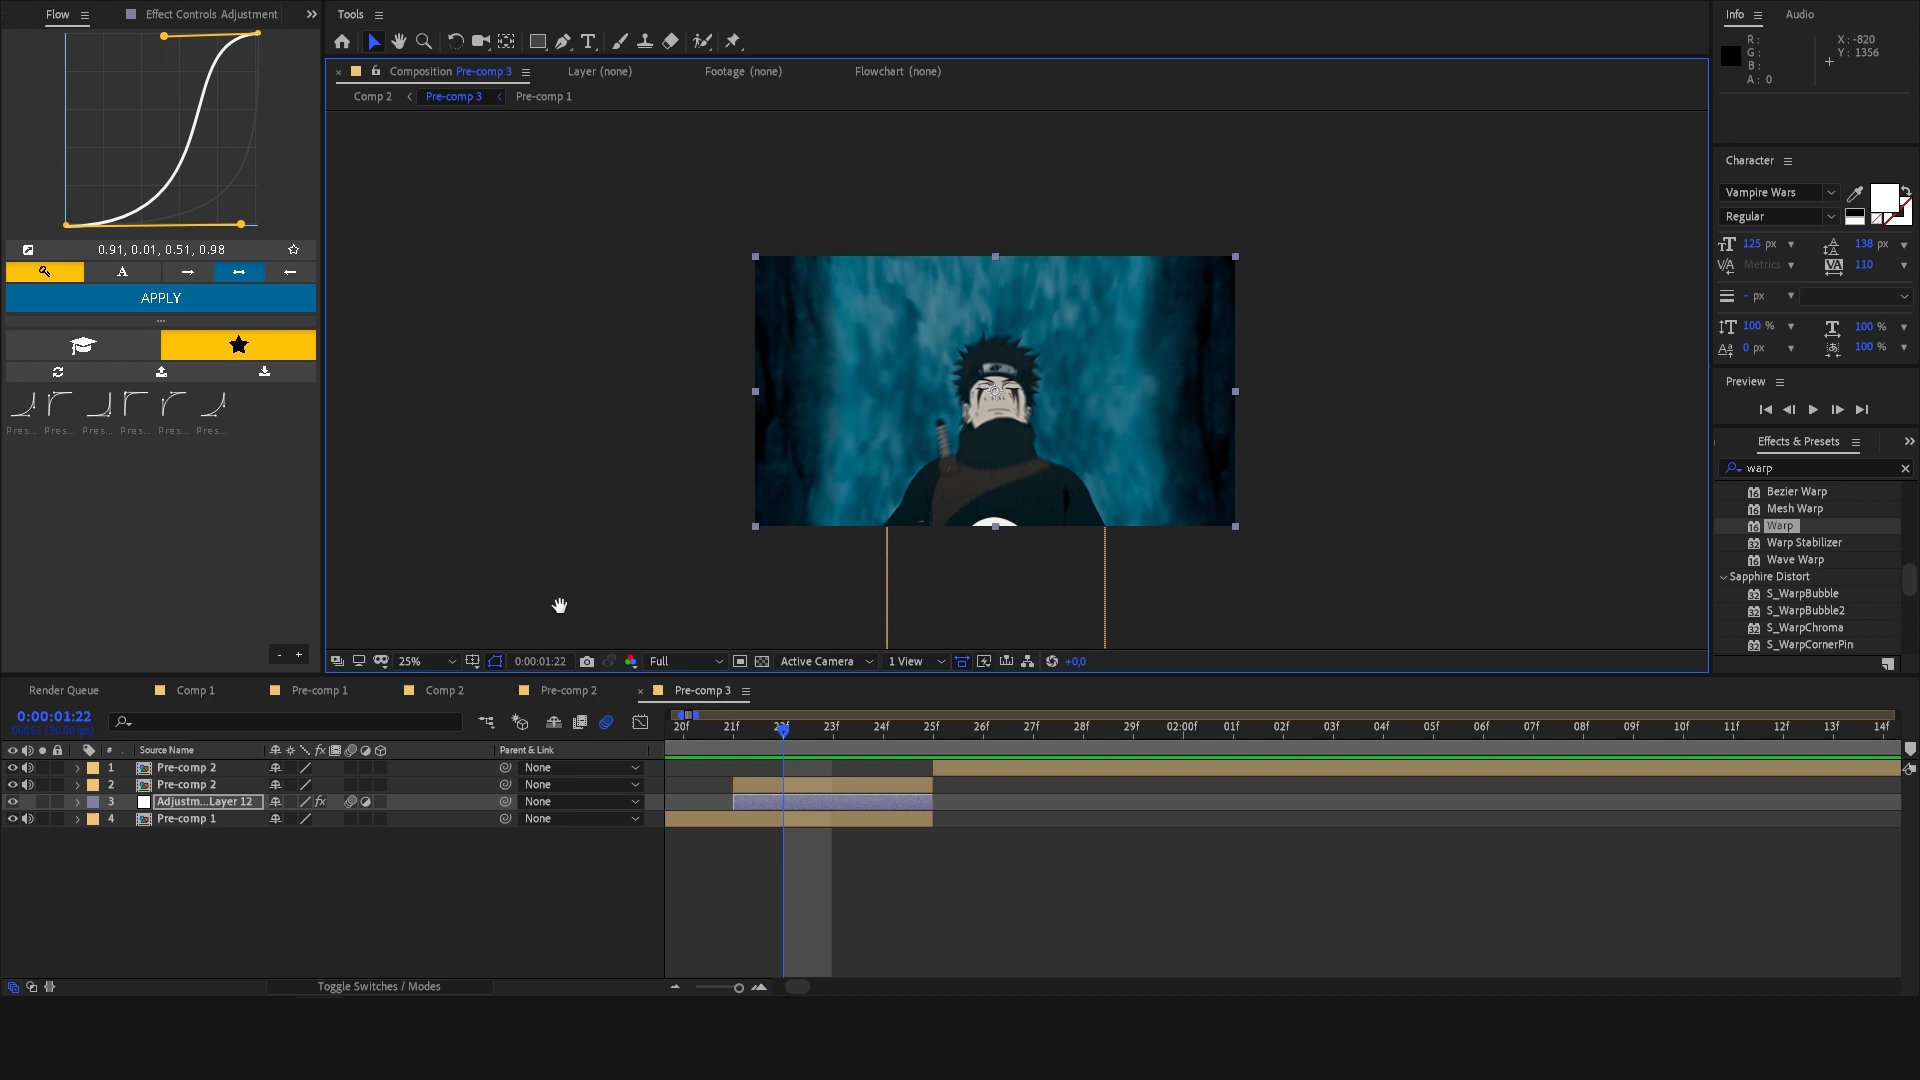 Flow
Effect Controls Adjustment
Tools
Info
Audio
R :
G :
B :
A : 0
X : -820
Y : 1356
Composition Pre-comp 3
Layer (none)
Footage (none)
Flowchart (none)
Comp 2
Pre-comp 3
Pre-comp 1
0.91, 0.01, 0.51, 0.98
A
APPLY
...
Pres...
Pres...
Pres...
Pres...
Pres...
Pres...
- +
Character
Vampire Wars
Regular
125 px
138 px
Metrics
110
- px
100 %
100 %
0 px
100 %
Preview
Effects & Presets
warp
Bezier Warp
Mesh Warp
Warp
Warp Stabilizer
Wave Warp
Sapphire Distort
S_WarpBubble
S_WarpBubble2
S_WarpChroma
S_WarpCornerPin
25%
0:00:01:22
Full
Active Camera
1 View
+0,0
Render Queue
Comp 1
Pre-comp 1
Comp 2
Pre-comp 2
Pre-comp 3
0:00:01:22
00052 (30.00 fps)
20f 21f 22f 23f 24f 25f 26f 27f 28f 29f 02:00f 01f 02f 03f 04f 05f 06f 07f 08f 09f 10f 11f 12f 13f 14f
# Source Name fx Parent & Link
1 Pre-comp 2 None
2 Pre-comp 2 None
3 Adjustm...Layer 12 fx None
4 Pre-comp 1 None
Toggle Switches / Modes